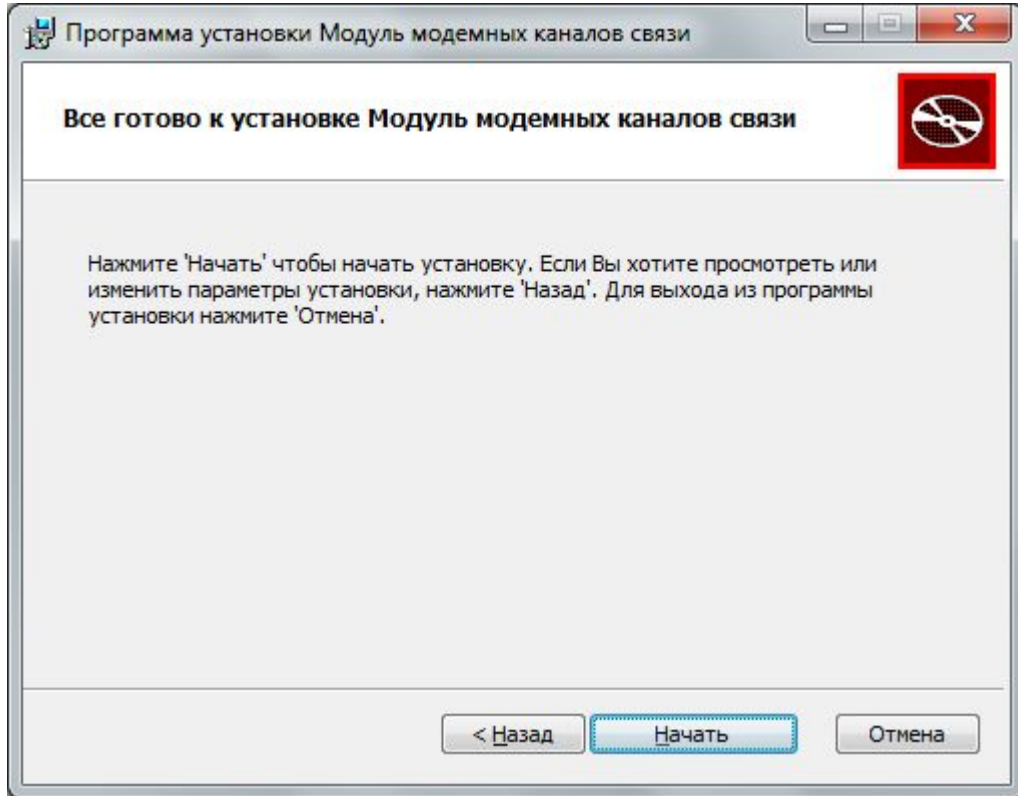 Программа установки Модуль модемных каналов связи
Все готово к установке Модуль модемных каналов связи
Нажмите 'Начать' чтобы начать установку. Если Вы хотите просмотреть или
изменить параметры установки, нажмите 'Назад'. Для выхода из программы
установки нажмите 'Отмена'.
< Назад Начать Отмена